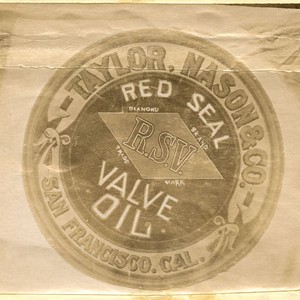 TAYLOR, NASON & CO.
RED SEAL
DIAMOND BRAND
R.S.V.
TRADE MARK
VALVE
OIL
SAN FRANCISCO, CAL.